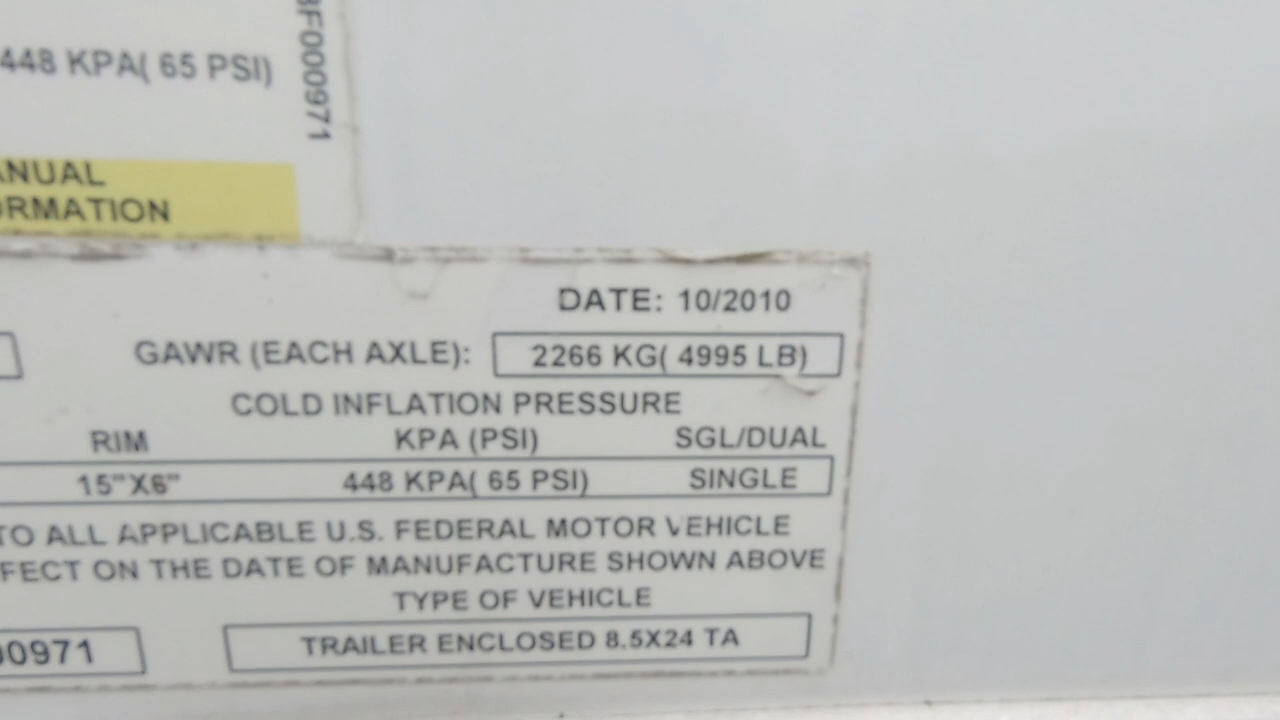 3F000971
448 KPA( 65 PSI)
ANUAL
ORMATION
DATE: 10/2010
GAWR (EACH AXLE): 2266 KG( 4995 LB)
COLD INFLATION PRESSURE
RIM KPA (PSI) SGL/DUAL
15"X6" 448 KPA( 65 PSI) SINGLE
TO ALL APPLICABLE U.S. FEDERAL MOTOR VEHICLE
FECT ON THE DATE OF MANUFACTURE SHOWN ABOVE
TYPE OF VEHICLE
00971 TRAILER ENCLOSED 8.5X24 TA